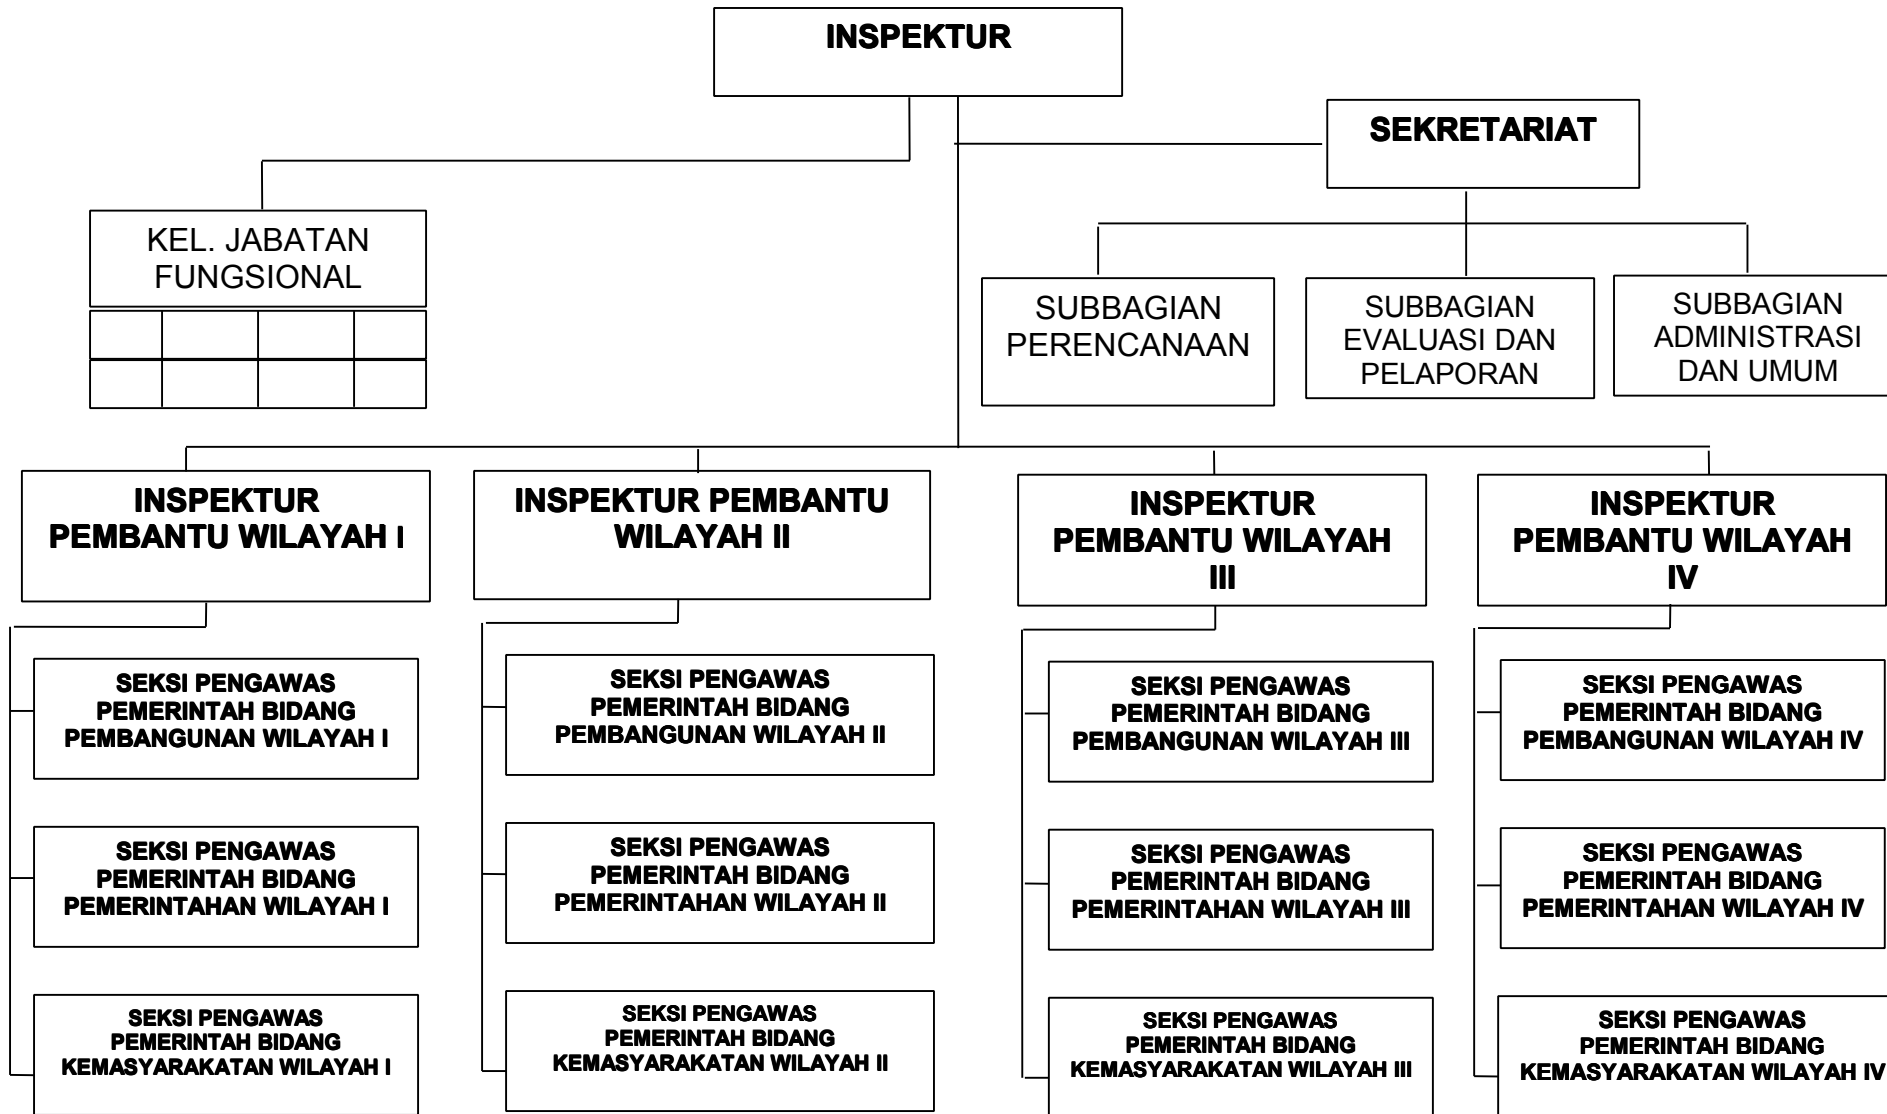 INSPEKTUR
SEKRETARIAT
KEL. JABATAN
FUNGSIONAL
SUBBAGIAN
PERENCANAAN
SUBBAGIAN
EVALUASI DAN
PELAPORAN
SUBBAGIAN
ADMINISTRASI
DAN UMUM
INSPEKTUR
PEMBANTU WILAYAH I
INSPEKTUR PEMBANTU
WILAYAH II
INSPEKTUR
PEMBANTU WILAYAH
III
INSPEKTUR
PEMBANTU WILAYAH
IV
SEKSI PENGAWAS
PEMERINTAH BIDANG
PEMBANGUNAN WILAYAH I
SEKSI PENGAWAS
PEMERINTAH BIDANG
PEMBANGUNAN WILAYAH II
SEKSI PENGAWAS
PEMERINTAH BIDANG
PEMBANGUNAN WILAYAH III
SEKSI PENGAWAS
PEMERINTAH BIDANG
PEMBANGUNAN WILAYAH IV
SEKSI PENGAWAS
PEMERINTAH BIDANG
PEMERINTAHAN WILAYAH I
SEKSI PENGAWAS
PEMERINTAH BIDANG
PEMERINTAHAN WILAYAH II
SEKSI PENGAWAS
PEMERINTAH BIDANG
PEMERINTAHAN WILAYAH III
SEKSI PENGAWAS
PEMERINTAH BIDANG
PEMERINTAHAN WILAYAH IV
SEKSI PENGAWAS
PEMERINTAH BIDANG
KEMASYARAKATAN WILAYAH I
SEKSI PENGAWAS
PEMERINTAH BIDANG
KEMASYARAKATAN WILAYAH II
SEKSI PENGAWAS
PEMERINTAH BIDANG
KEMASYARAKATAN WILAYAH III
SEKSI PENGAWAS
PEMERINTAH BIDANG
KEMASYARAKATAN WILAYAH IV